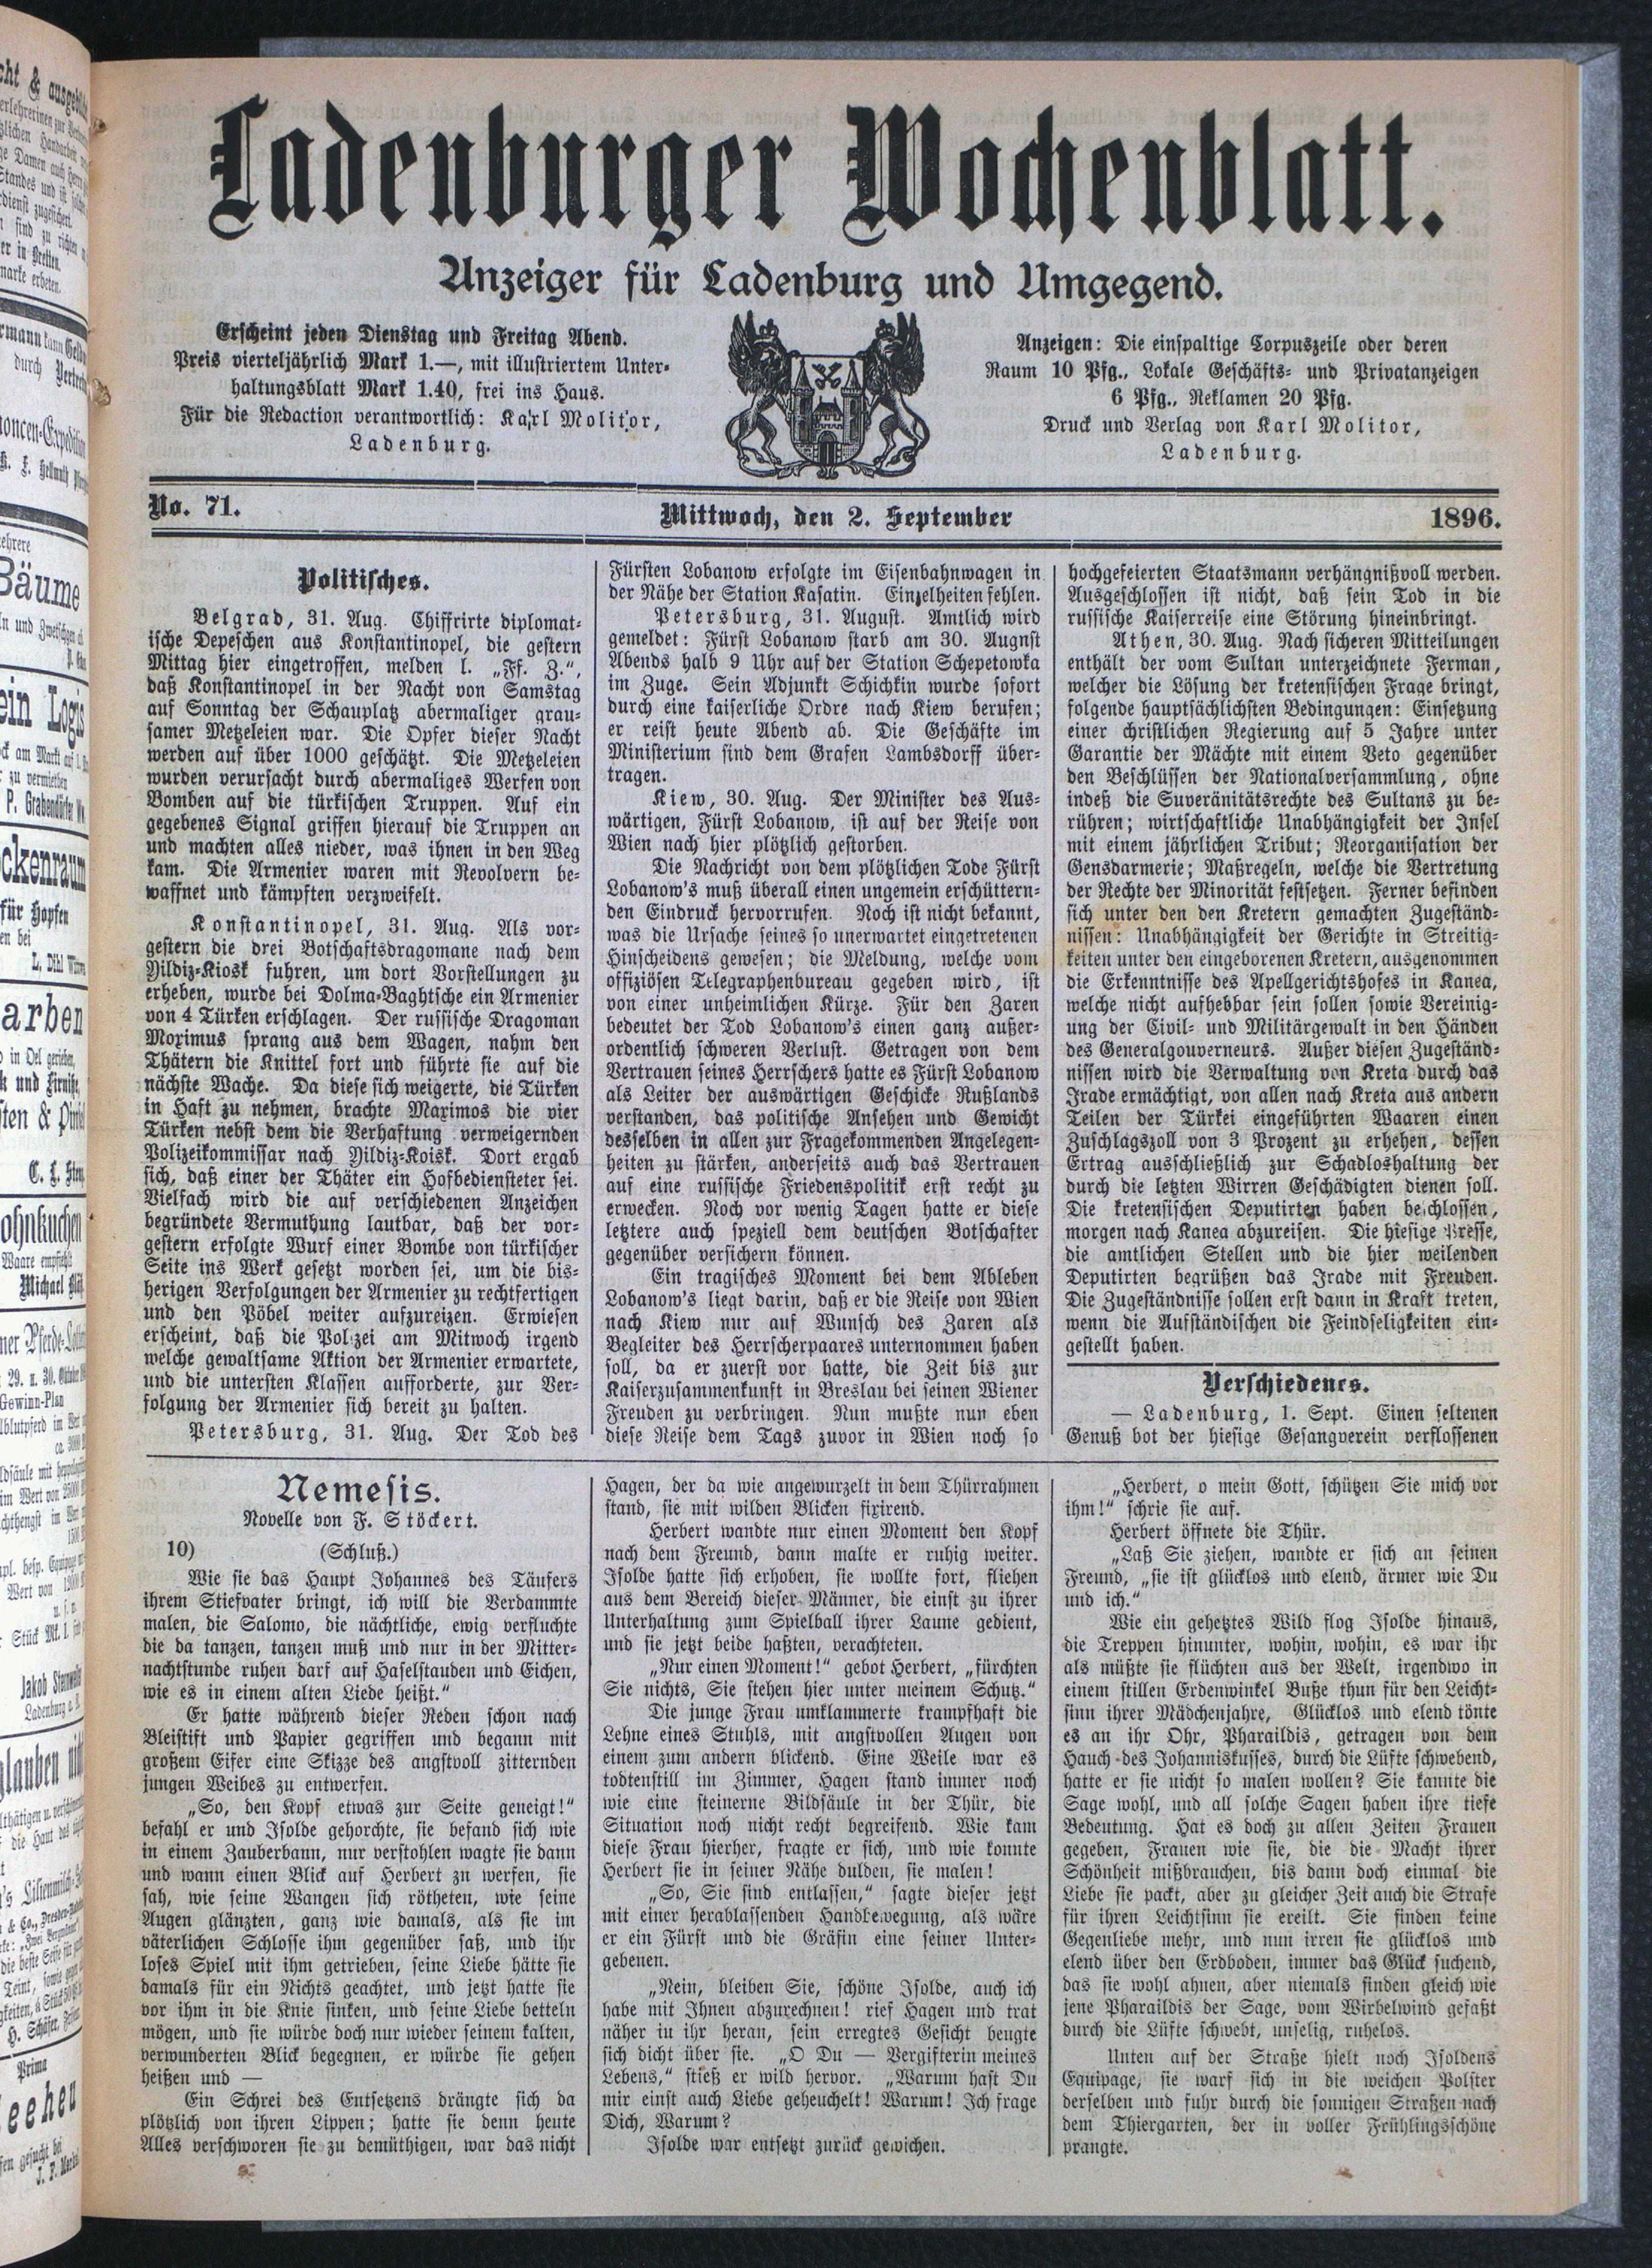 Ladenburger Wochenblatt.
Anzeiger für Ladenburg und Umgegend.
Erscheint jeden Dienstag und Freitag Abend.
Preis vierteljährlich Mark 1.—, mit illustriertem Unter-
haltungsblatt Mark 1.40, frei ins Haus.
Für die Redaction verantwortlich: Karl Molitor,
Ladenburg.
Anzeigen: Die einspaltige Corpuszeile oder deren
Raum 10 Pfg., Lokale Geschäfts- und Privatanzeigen
6 Pfg., Reklamen 20 Pfg.
Druck und Verlag von Karl Molitor,
Ladenburg.
No. 71.
Mittwoch, den 2. September
1896.
Politisches.
Belgrad, 31. Aug. Chiffrirte diplomat-
ische Depeschen aus Konstantinopel, die gestern
Mittag hier eingetroffen, melden l. „Ff. Z.“,
daß Konstantinopel in der Nacht von Samstag
auf Sonntag der Schauplatz abermaliger grau-
samer Metzeleien war. Die Opfer dieser Nacht
werden auf über 1000 geschätzt. Die Metzeleien
wurden verursacht durch abermaliges Werfen von
Bomben auf die türkischen Truppen. Auf ein
gegebenes Signal griffen hierauf die Truppen an
und machten alles nieder, was ihnen in den Weg
kam. Die Armenier waren mit Revolvern be-
waffnet und kämpften verzweifelt.
Konstantinopel, 31. Aug. Als vor-
gestern die drei Botschaftsdragomane nach dem
Yildiz-Kiosk fuhren, um dort Vorstellungen zu
erheben, wurde bei Dolma-Baghtsche ein Armenier
von 4 Türken erschlagen. Der russische Dragoman
Moximus sprang aus dem Wagen, nahm den
Thätern die Knittel fort und führte sie auf die
nächste Wache. Da diese sich weigerte, die Türken
in Haft zu nehmen, brachte Maximos die vier
Türken nebst dem die Verhaftung verweigernden
Polizeikommissar nach Yildiz-Koisk. Dort ergab
sich, daß einer der Thäter ein Hofbediensteter sei.
Vielfach wird die auf verschiedenen Anzeichen
begründete Vermuthung lautbar, daß der vor-
gestern erfolgte Wurf einer Bombe von türkischer
Seite ins Werk gesetzt worden sei, um die bis-
herigen Verfolgungen der Armenier zu rechtfertigen
und den Pöbel weiter aufzureizen. Erwiesen
erscheint, daß die Polizei am Mitwoch irgend
welche gewaltsame Aktion der Armenier erwartete,
und die untersten Klassen aufforderte, zur Ver-
folgung der Armenier sich bereit zu halten.
Petersburg, 31. Aug. Der Tod des
Fürsten Lobanow erfolgte im Eisenbahnwagen in
der Nähe der Station Kasatin. Einzelheiten fehlen.
Petersburg, 31. August. Amtlich wird
gemeldet: Fürst Lobanow starb am 30. Augnst
Abends halb 9 Uhr auf der Station Schepetowka
im Zuge. Sein Adjunkt Schichkin wurde sofort
durch eine kaiserliche Ordre nach Kiew berufen;
er reist heute Abend ab. Die Geschäfte im
Ministerium sind dem Grafen Lambsdorff über-
tragen.
Kiew, 30. Aug. Der Minister des Aus-
wärtigen, Fürst Lobanow, ist auf der Reise von
Wien nach hier plötzlich gestorben.
Die Nachricht von dem plötzlichen Tode Fürst
Lobanow's muß überall einen ungemein erschüttern-
den Eindruck hervorrufen. Noch ist nicht bekannt,
was die Ursache seines so unerwartet eingetretenen
Hinscheidens gewesen; die Meldung, welche vom
offiziösen Telegraphenbureau gegeben wird, ist
von einer unheimlichen Kürze. Für den Zaren
bedeutet der Tod Lobanow's einen ganz außer-
ordentlich schweren Verlust. Getragen von dem
Vertrauen seines Herrschers hatte es Fürst Lobanow
als Leiter der auswärtigen Geschicke Rußlands
verstanden, das politische Ansehen und Gewicht
desselben in allen zur Fragekommenden Angelegen-
heiten zu stärken, anderseits auch das Vertrauen
auf eine russische Friedenspolitik erst recht zu
erwecken. Noch vor wenig Tagen hatte er diese
letztere auch speziell dem deutschen Botschafter
gegenüber versichern können.
Ein tragisches Moment bei dem Ableben
Lobanow's liegt darin, daß er die Reise von Wien
nach Kiew nur auf Wunsch des Zaren als
Begleiter des Herrscherpaares unternommen haben
soll, da er zuerst vor hatte, die Zeit bis zur
Kaiserzusammenkunft in Breslau bei seinen Wiener
Freuden zu verbringen. Nun mußte nun eben
diese Reise dem Tags zuvor in Wien noch so
hochgefeierten Staatsmann verhängnißvoll werden.
Ausgeschlossen ist nicht, daß sein Tod in die
russische Kaiserreise eine Störung hineinbringt.
Athen, 30. Aug. Nach sicheren Mitteilungen
enthält der vom Sultan unterzeichnete Ferman,
welcher die Lösung der kretensischen Frage bringt,
folgende hauptsächlichsten Bedingungen: Einsetzung
einer christlichen Regierung auf 5 Jahre unter
Garantie der Mächte mit einem Veto gegenüber
den Beschlüssen der Nationalversammlung, ohne
indeß die Suveränitätsrechte des Sultans zu be-
rühren; wirtschaftliche Unabhängigkeit der Insel
mit einem jährlichen Tribut; Reorganisation der
Gensdarmerie; Maßregeln, welche die Vertretung
der Rechte der Minorität festsetzen. Ferner befinden
sich unter den den Kretern gemachten Zugeständ-
nissen: Unabhängigkeit der Gerichte in Streitig-
keiten unter den eingeborenen Kretern, ausgenommen
die Erkenntnisse des Apellgerichtshofes in Kanea,
welche nicht aufhebbar sein sollen sowie Vereinig-
ung der Civil- und Militärgewalt in den Händen
des Generalgouverneurs. Außer diesen Zugeständ-
nissen wird die Verwaltung von Kreta durch das
Irade ermächtigt, von allen nach Kreta aus andern
Teilen der Türkei eingeführten Waaren einen
Zuschlagszoll von 3 Prozent zu erhehen, dessen
Ertrag ausschließlich zur Schadloshaltung der
durch die letzten Wirren Geschädigten dienen soll.
Die kretensischen Deputirten haben beschlossen,
morgen nach Kanea abzureisen. Die hiesige Presse,
die amtlichen Stellen und die hier weilenden
Deputirten begrüßen das Irade mit Freuden.
Die Zugeständnisse sollen erst dann in Kraft treten,
wenn die Aufständischen die Feindseligkeiten ein-
gestellt haben.
Verschiedenes.
— Ladenburg, 1. Sept. Einen seltenen
Genuß bot der hiesige Gesangverein verflossenen
Nemesis.
Novelle von F. Stöckert.
10) (Schluß.)
Wie sie das Haupt Johannes des Täufers
ihrem Stiefvater bringt, ich will die Verdammte
malen, die Salomo, die nächtliche, ewig verfluchte
die da tanzen, tanzen muß und nur in der Mitter-
nachtstunde ruhen darf auf Haselstauden und Eichen,
wie es in einem alten Liede heißt.“
Er hatte während dieser Reden schon nach
Bleistift und Papier gegriffen und begann mit
großem Eifer eine Skizze des angstvoll zitternden
jungen Weibes zu entwerfen.
„So, den Kopf etwas zur Seite geneigt!“
befahl er und Isolde gehorchte, sie befand sich wie
in einem Zauberbann, nur verstohlen wagte sie dann
und wann einen Blick auf Herbert zu werfen, sie
sah, wie seine Wangen sich rötheten, wie seine
Augen glänzten, ganz wie damals, als sie im
väterlichen Schlosse ihm gegenüber saß, und ihr
loses Spiel mit ihm getrieben, seine Liebe hätte sie
damals für ein Nichts geachtet, und jetzt hatte sie
vor ihm in die Knie sinken, und seine Liebe betteln
mögen, und sie würde doch nur wieder seinem kalten,
verwunderten Blick begegnen, er würde sie gehen
heißen und —
Ein Schrei des Entsetzens drängte sich da
plötzlich von ihren Lippen; hatte sie denn heute
Alles verschworen sie zu demüthigen, war das nicht
Hagen, der da wie angewurzelt in dem Thürrahmen
stand, sie mit wilden Blicken fixirend.
Herbert wandte nur einen Moment den Kopf
nach dem Freund, dann malte er ruhig weiter.
Isolde hatte sich erhoben, sie wollte fort, fliehen
aus dem Bereich dieser Männer, die einst zu ihrer
Unterhaltung zum Spielball ihrer Laune gedient,
und sie jetzt beide haßten, verachteten.
„Nur einen Moment!“ gebot Herbert, „fürchten
Sie nichts, Sie stehen hier unter meinem Schutz.“
Die junge Frau umklammerte krampfhaft die
Lehne eines Stuhls, mit angstvollen Augen von
einem zum andern blickend. Eine Weile war es
todtenstill im Zimmer, Hagen stand immer noch
wie eine steinerne Bildsäule in der Thür, die
Situation noch nicht recht begreifend. Wie kam
diese Frau hierher, fragte er sich, und wie konnte
Herbert sie in seiner Nähe dulden, sie malen!
„So, Sie sind entlassen,“ sagte dieser jetzt
mit einer herablassenden Handbewegung, als wäre
er ein Fürst und die Gräfin eine seiner Unter-
gebenen.
„Nein, bleiben Sie, schöne Isolde, auch ich
habe mit Ihnen abzurechnen! rief Hagen und trat
näher in ihr heran, sein erregtes Gesicht beugte
sich dicht über sie. „O Du — Vergifterin meines
Lebens,“ stieß er wild hervor. „Warum hast Du
mir einst auch Liebe geheuchelt! Warum! Ich frage
Dich, Warum?
Isolde war entsetzt zurück gewichen.
„Herbert, o mein Gott, schützen Sie mich vor
ihm!“ schrie sie auf.
Herbert öffnete die Thür.
„Laß Sie ziehen, wandte er sich an seinen
Freund, „sie ist glücklos und elend, ärmer wie Du
und ich.“
Wie ein gehetztes Wild flog Isolde hinaus,
die Treppen hinunter, wohin, wohin, es war ihr
als müßte sie flüchten aus der Welt, irgendwo in
einem stillen Erdenwinkel Buße thun für den Leicht-
sinn ihrer Mädchenjahre, Glücklos und elend tönte
es an ihr Ohr, Pharaildis, getragen von dem
Hauch des Johanniskusses, durch die Lüfte schwebend,
hatte er sie nicht so malen wollen? Sie kannte die
Sage wohl, und all solche Sagen haben ihre tiefe
Bedeutung. Hat es doch zu allen Zeiten Frauen
gegeben, Frauen wie sie, die die Macht ihrer
Schönheit mißbrauchen, bis dann doch einmal die
Liebe sie packt, aber zu gleicher Zeit auch die Strafe
für ihren Leichtsinn sie ereilt. Sie finden keine
Gegenliebe mehr, und nun irren sie glücklos und
elend über den Erdboden, immer das Glück suchend,
das sie wohl ahnen, aber niemals finden gleich wie
jene Pharaildis der Sage, vom Wirbelwind gefaßt
durch die Lüfte schwebt, unselig, ruhelos.
Unten auf der Straße hielt noch Isoldens
Equipage, sie warf sich in die weichen Polster
derselben und fuhr durch die sonnigen Straßen nach
dem Thiergarten, der in voller Frühlingsschöne
prangte.